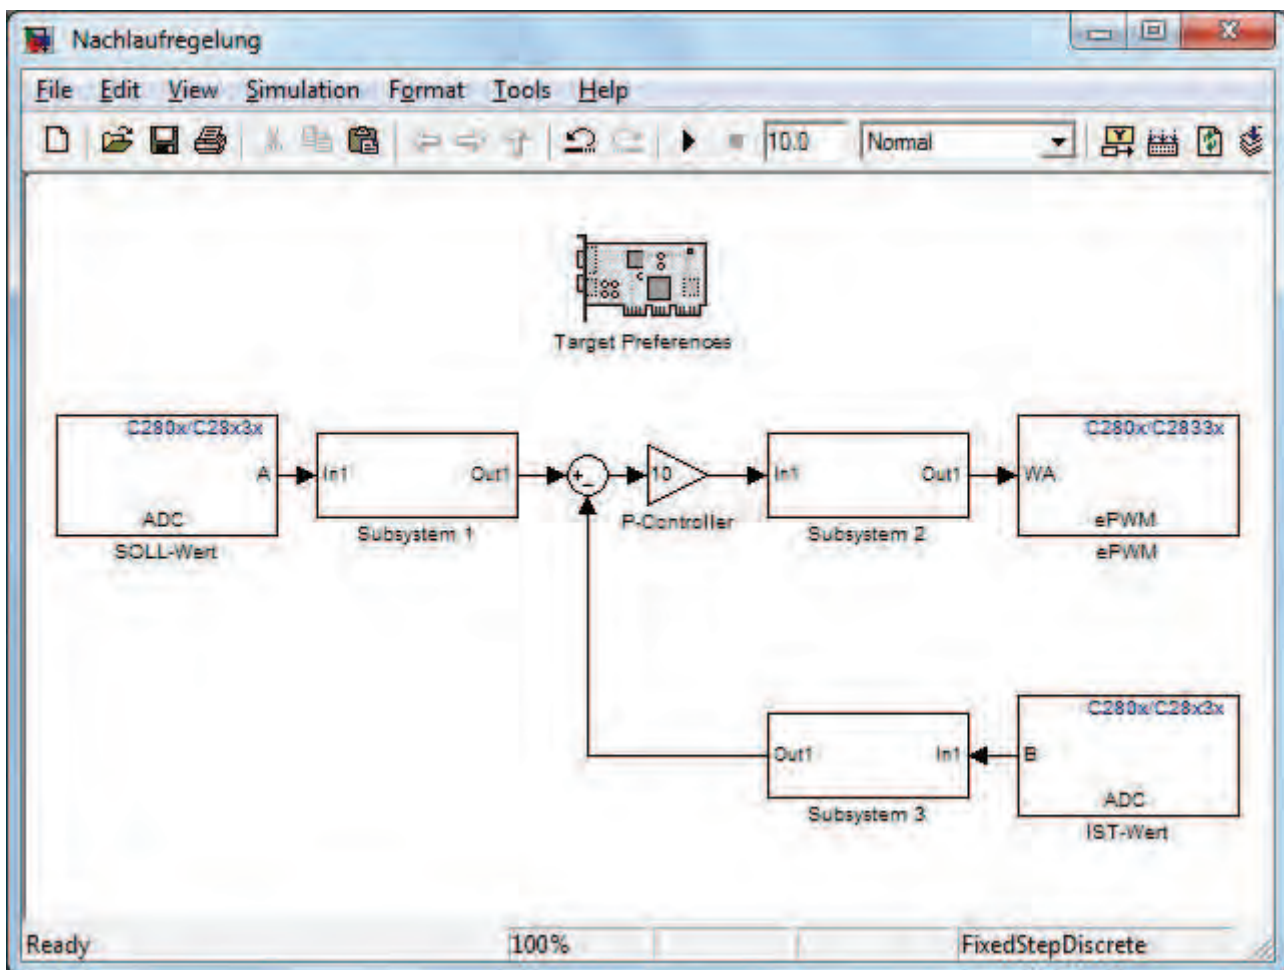 Nachlaufregelung
File Edit View Simulation Format Tools Help
10.0 Normal
Target Preferences
C280x/C28x3x
A
ADC
SOLL-Wert
In1 Out1
Subsystem 1
+
-
10
P-Controller
In1 Out1
Subsystem 2
C280x/C2833x
WA
ePWM
ePWM
Out1 In1
Subsystem 3
C280x/C28x3x
B
ADC
IST-Wert
Ready 100% FixedStepDiscrete